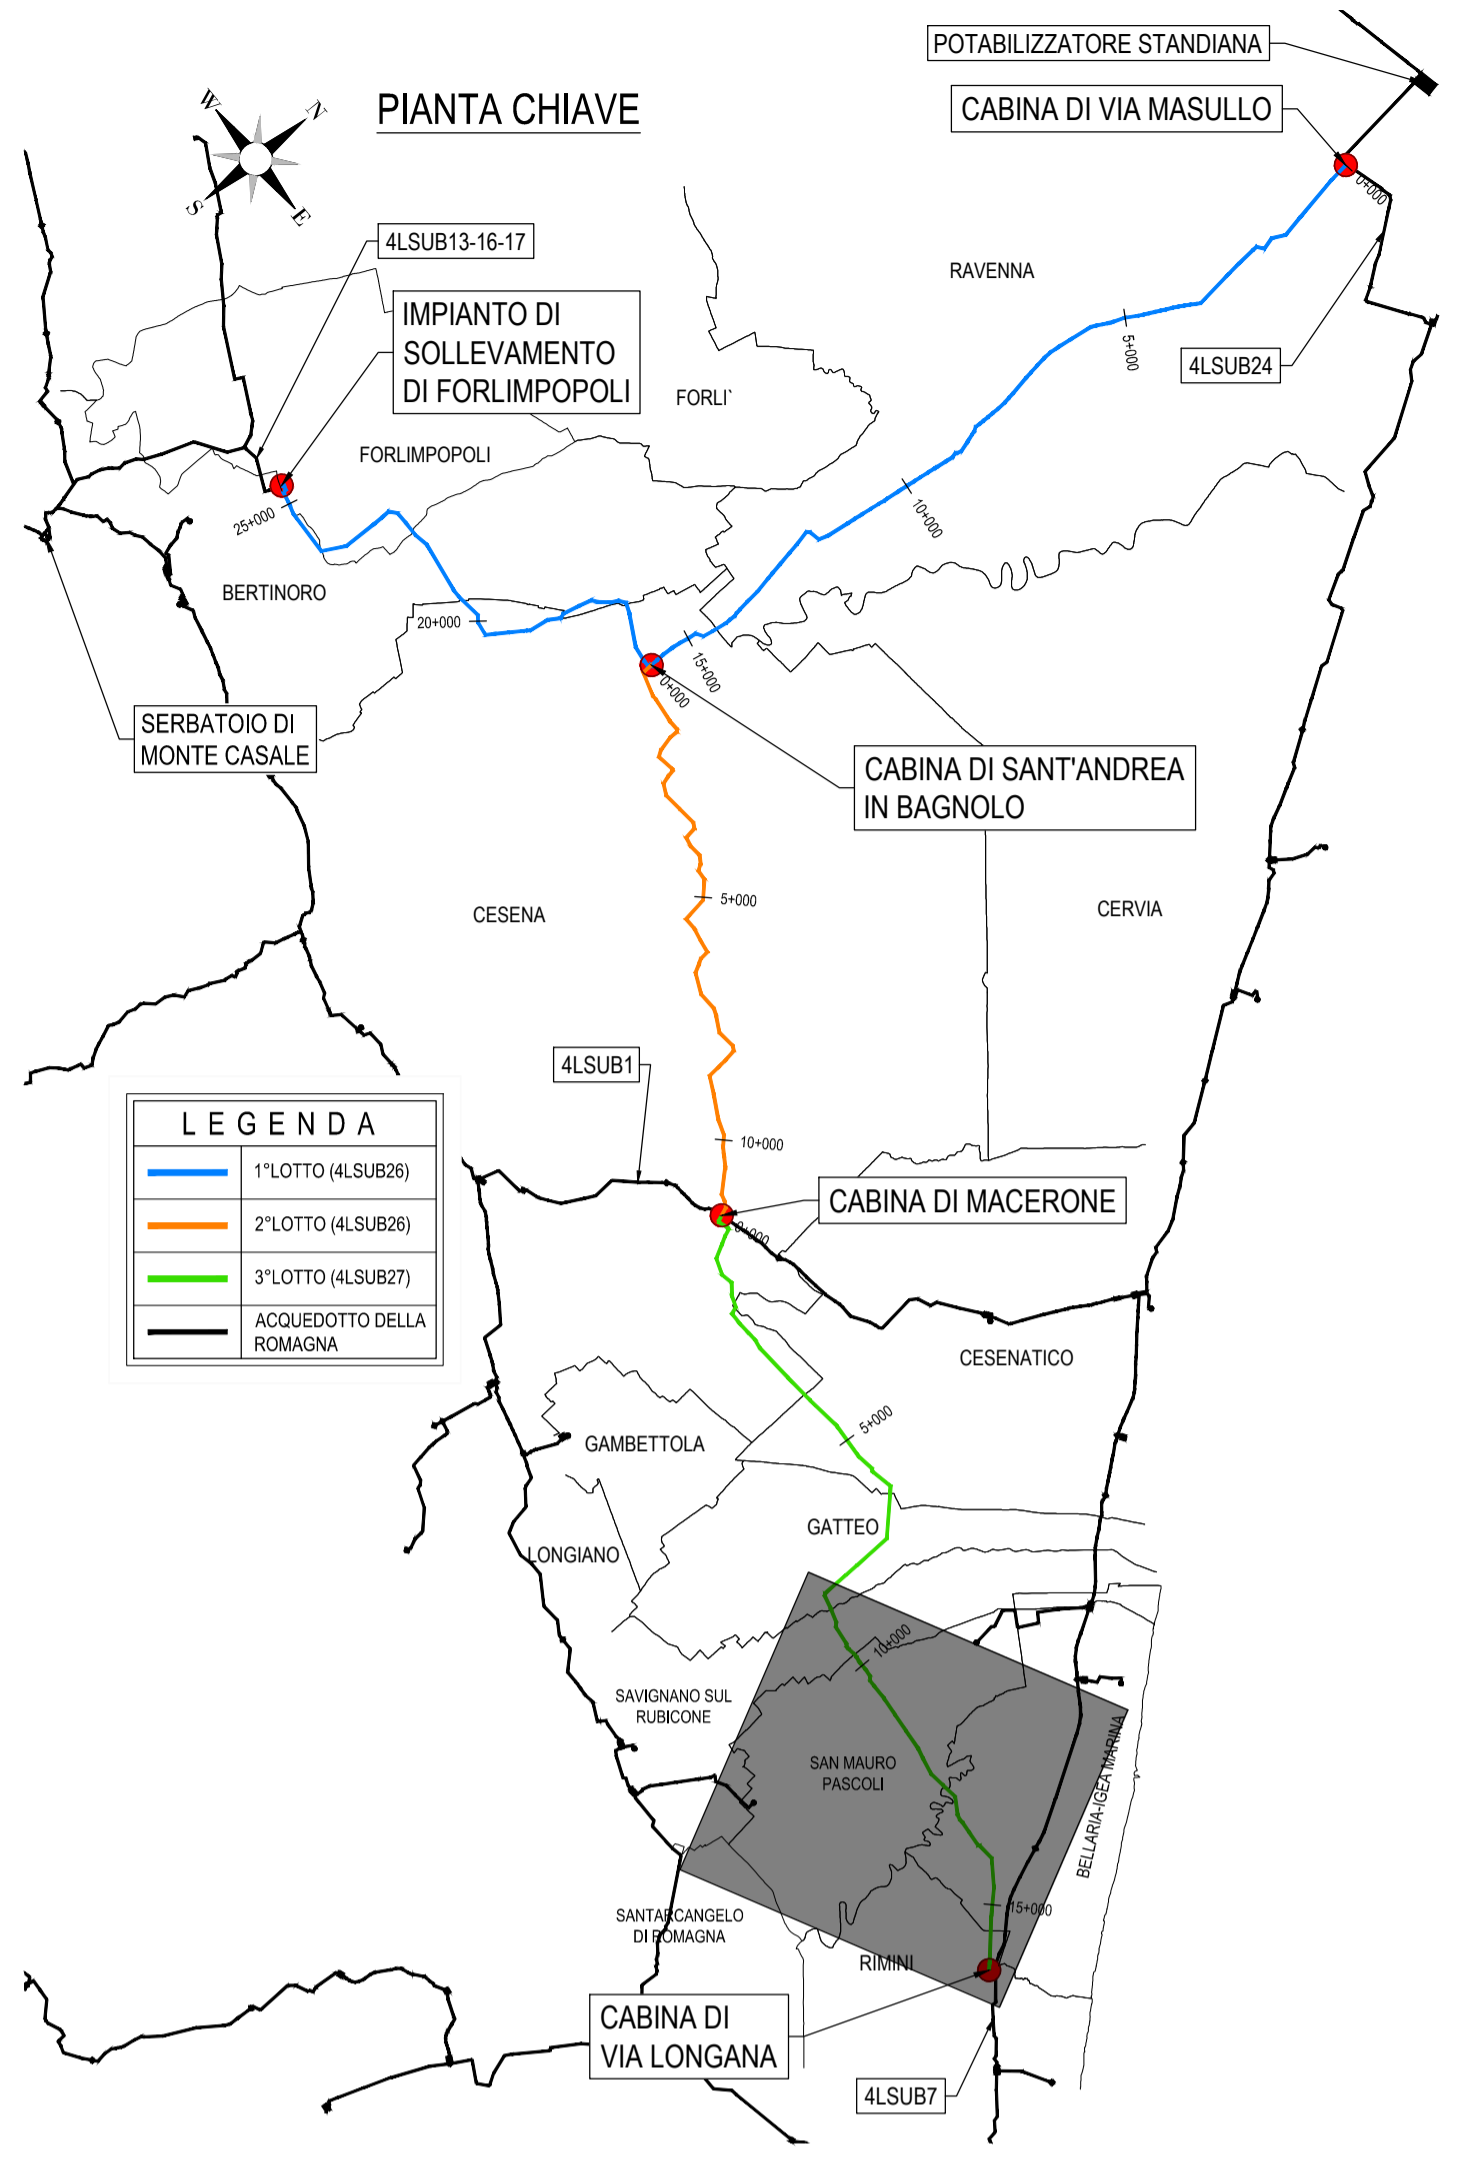 POTABILIZZATORE STANDIANA
PIANTA CHIAVE
CABINA DI VIA MASULLO
W
N
S
E
0+000
4LSUB13-16-17
RAVENNA
IMPIANTO DI
SOLLEVAMENTO
DI FORLIMPOPOLI
5+000
4LSUB24
FORLI`
FORLIMPOPOLI
25+000
10+000
BERTINORO
20+000
15+000
0+000
SERBATOIO DI
MONTE CASALE
CABINA DI SANT'ANDREA
IN BAGNOLO
5+000
CESENA
CERVIA
4LSUB1
10+000
LEGENDA
1°LOTTO (4LSUB26)
2°LOTTO (4LSUB26)
3°LOTTO (4LSUB27)
ACQUEDOTTO DELLA
ROMAGNA
CABINA DI MACERONE
0+000
CESENATICO
5+000
GAMBETTOLA
GATTEO
LONGIANO
10+000
SAVIGNANO SUL
RUBICONE
SAN MAURO
PASCOLI
BELLARIA-IGEA MARINA
15+000
SANTARCANGELO
DI ROMAGNA
RIMINI
CABINA DI
VIA LONGANA
4LSUB7